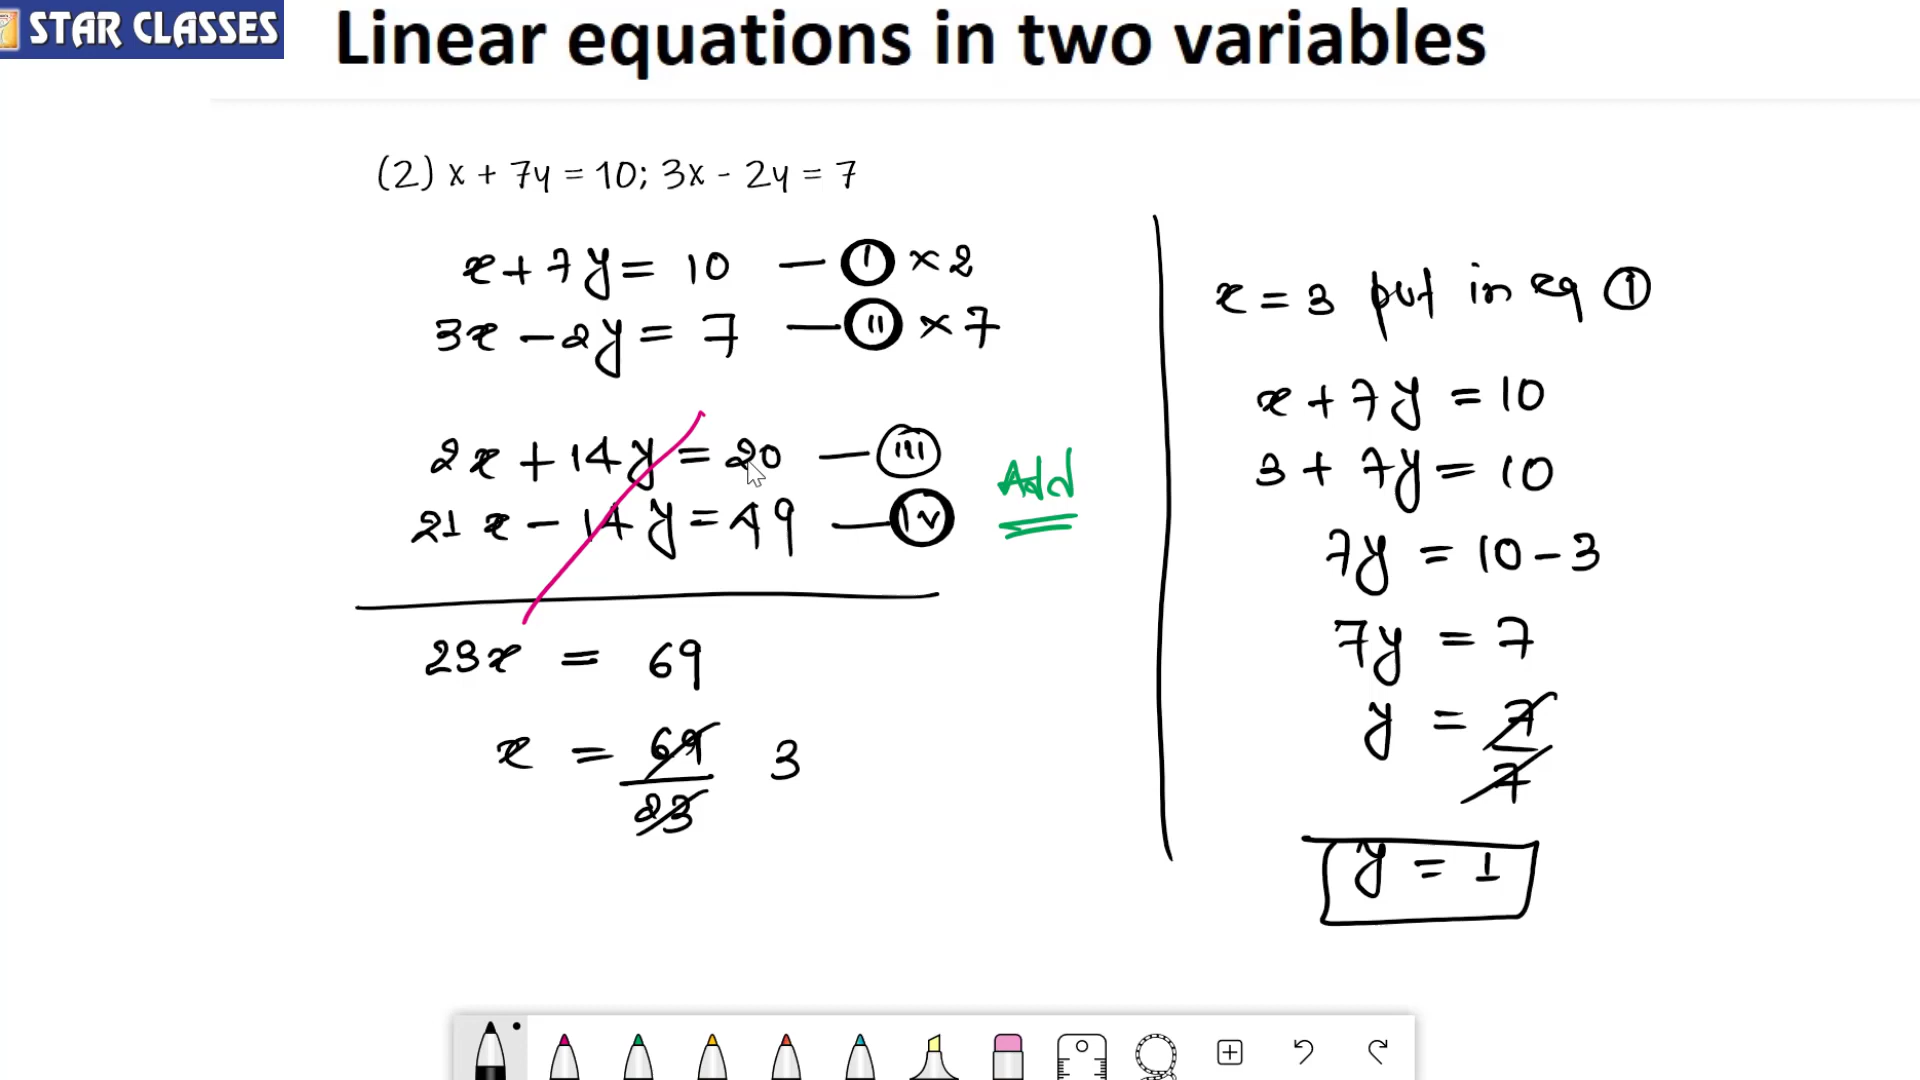 STAR CLASSES
Linear equations in two variables
(2) x + 7y = 10; 3x - 2y = 7
x + 7y = 10 — (I) × 2
3x - 2y = 7 — (II) × 7
2x + 14y = 20 — (III)
21x - 14y = 49 — (IV)
Add
23x = 69
x = 69/23 3
x = 3 put in eq (I)
x + 7y = 10
3 + 7y = 10
7y = 10 - 3
7y = 7
y = 7/7
y = 1